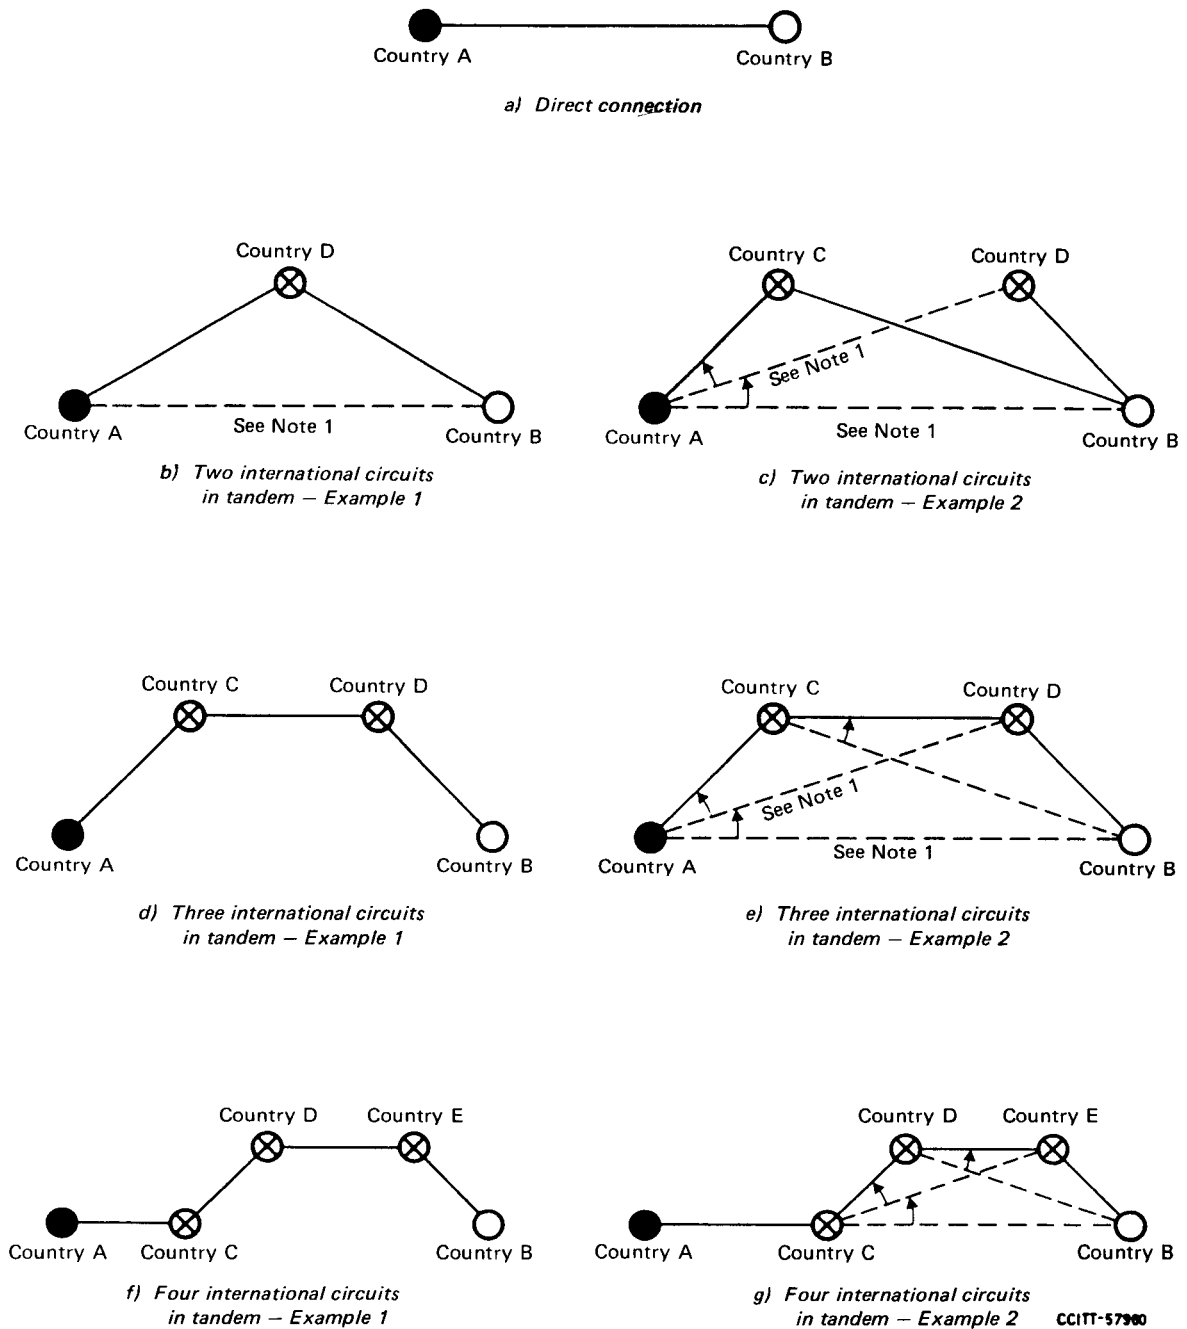 Country A
Country B
a) Direct connection
Country D
Country A
See Note 1
Country B
b) Two international circuits
in tandem — Example 1
Country C
Country D
See Note 1
Country A
See Note 1
Country B
c) Two international circuits
in tandem — Example 2
Country C
Country D
Country A
Country B
d) Three international circuits
in tandem — Example 1
Country C
Country D
See Note 1
Country A
See Note 1
Country B
e) Three international circuits
in tandem — Example 2
Country D
Country E
Country A
Country C
Country B
f) Four international circuits
in tandem — Example 1
Country D
Country E
Country A
Country C
Country B
g) Four international circuits
in tandem — Example 2